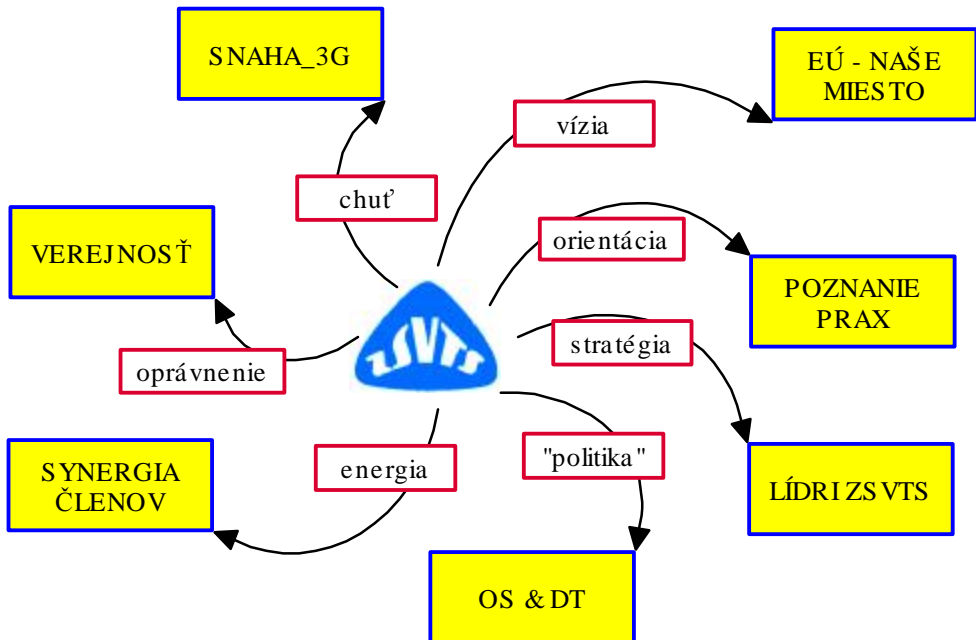 SNAHA_3G
EÚ - NAŠE
MIESTO
vízia
chuť
VEREJNOSŤ
orientácia
POZNANIE
PRAX
ZSVTS
stratégia
oprávnenie
SYNERGIA
ČLENOV
energia
"politika"
LÍDRI ZSVTS
OS & DT